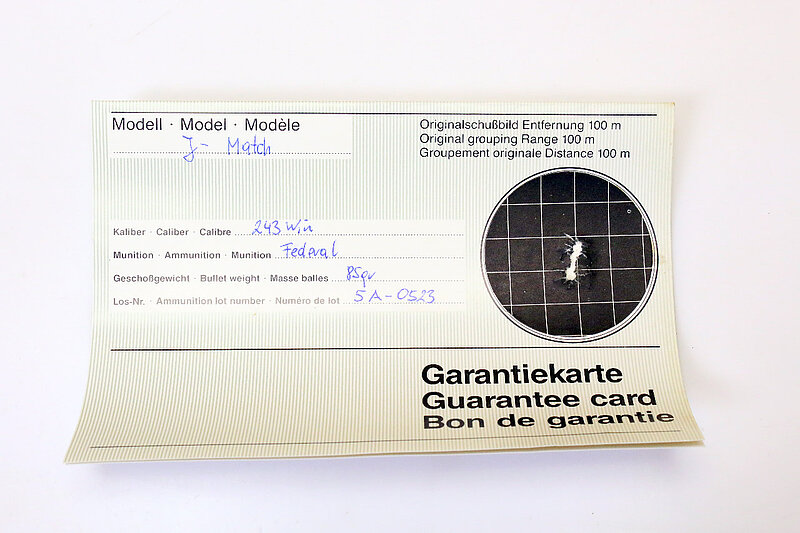 Modell · Model · Modèle
J- Match
Originalschußbild Entfernung 100 m
Original grouping Range 100 m
Groupement originale Distance 100 m
Kaliber · Caliber · Calibre 243 Win
Munition · Ammunition · Munition Federal
Geschoßgewicht · Bullet weight · Masse balles 85gr
Los-Nr. · Ammunition lot number · Numéro de lot 5A-0523
Garantiekarte
Guarantee card
Bon de garantie